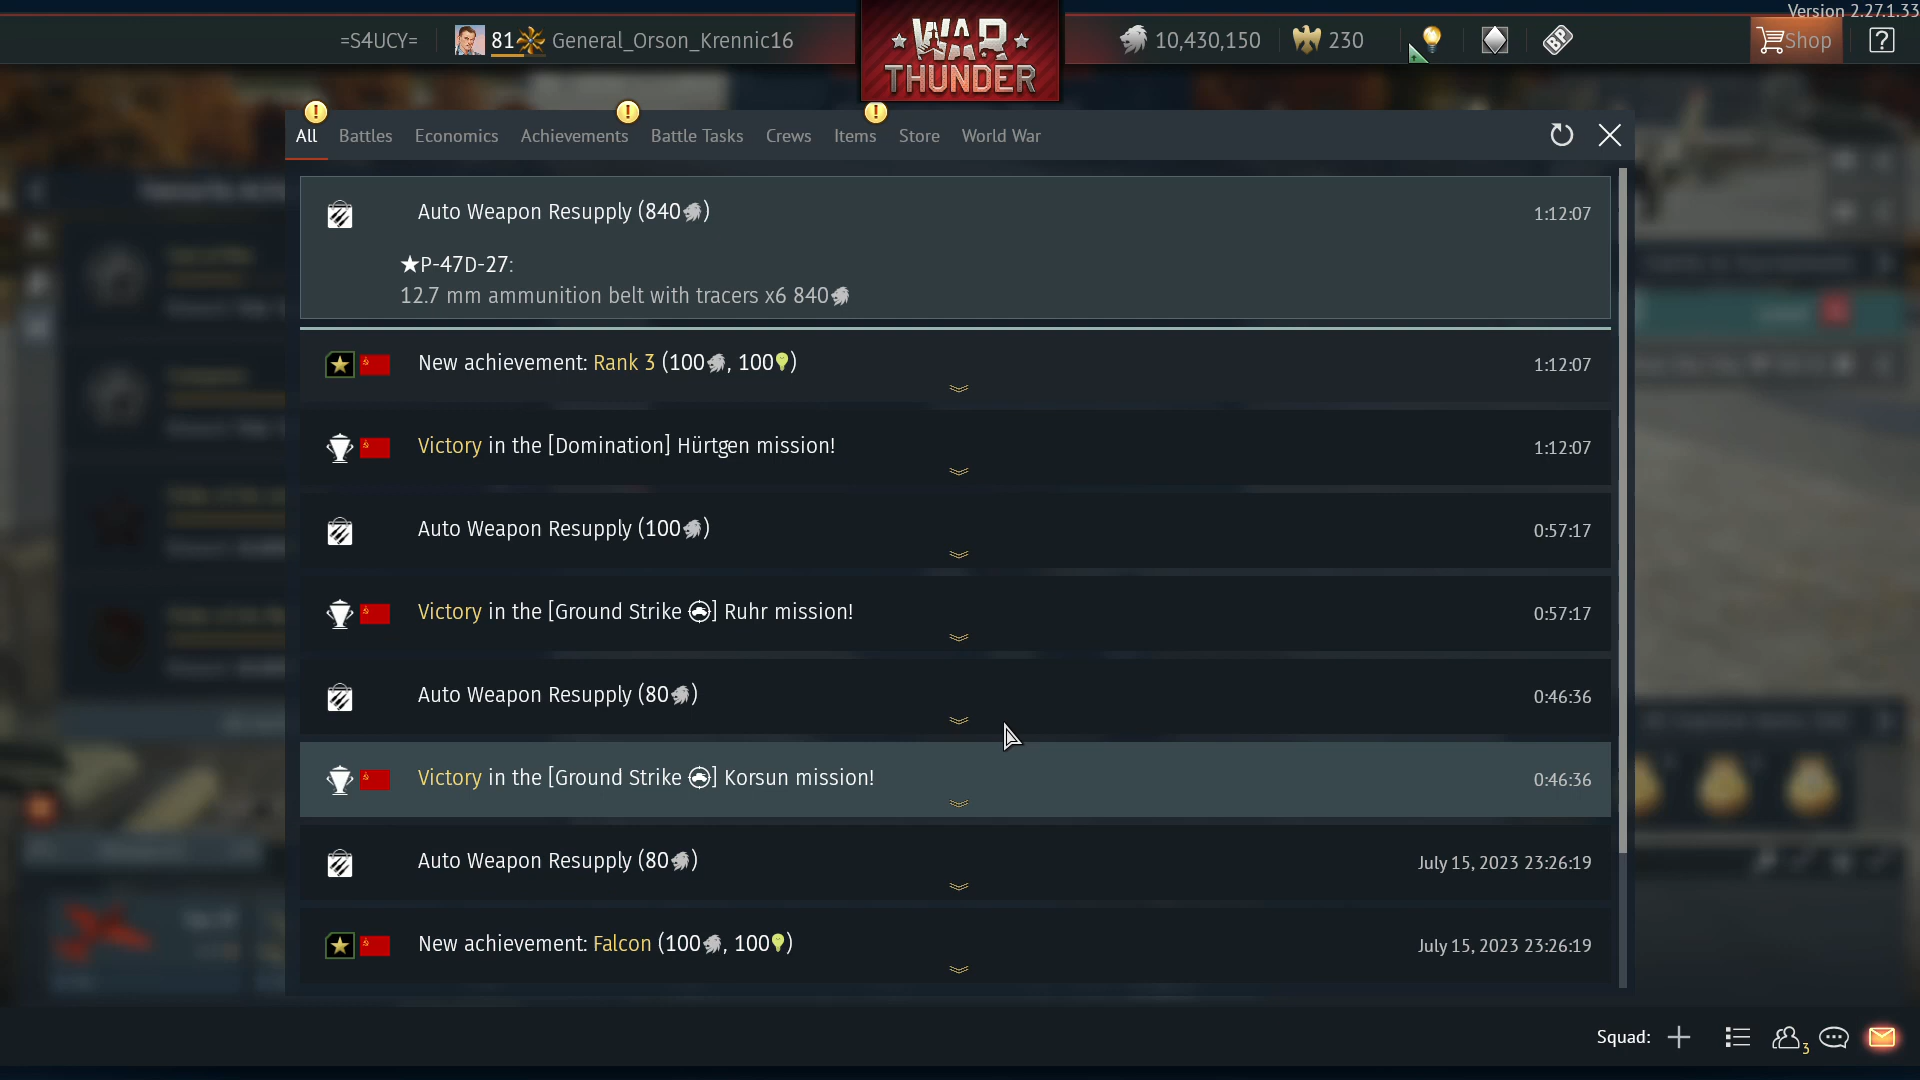 Version 2.27.1.33
=S4UCY=
81 General_Orson_Krennic16
WAR THUNDER
10,430,150
230
BP
Shop
?
All Battles Economics Achievements Battle Tasks Crews Items Store World War
Auto Weapon Resupply (840)
1:12:07
★P-47D-27:
12.7 mm ammunition belt with tracers x6 840
New achievement: Rank 3 (100, 100)
1:12:07
Victory in the [Domination] Hürtgen mission!
1:12:07
Auto Weapon Resupply (100)
0:57:17
Victory in the [Ground Strike] Ruhr mission!
0:57:17
Auto Weapon Resupply (80)
0:46:36
Victory in the [Ground Strike] Korsun mission!
0:46:36
Auto Weapon Resupply (80)
July 15, 2023 23:26:19
New achievement: Falcon (100, 100)
July 15, 2023 23:26:19
Squad:
3